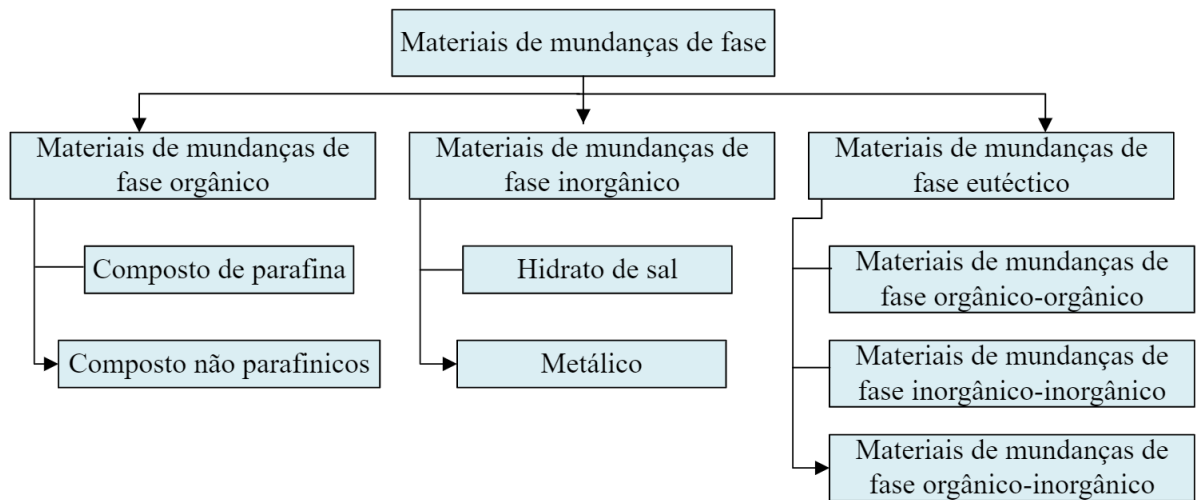 Materiais de mundanças de fase
Materiais de mundanças de
fase orgânico
Materiais de mundanças de
fase inorgânico
Materiais de mundanças de
fase eutéctico
Composto de parafina
Composto não parafinicos
Hidrato de sal
Metálico
Materiais de mundanças de
fase orgânico-orgânico
Materiais de mundanças de
fase inorgânico-inorgânico
Materiais de mundanças de
fase orgânico-inorgânico